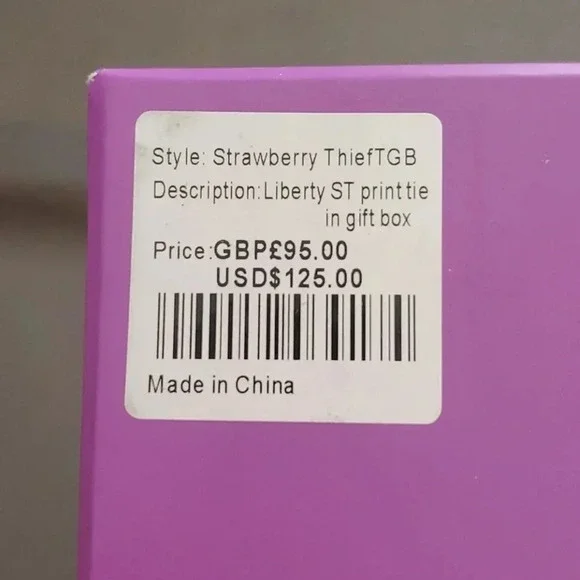 Style: Strawberry ThiefTGB
Description:Liberty ST print tie
in gift box
Price:GBP£95.00
USD$125.00
Made in China